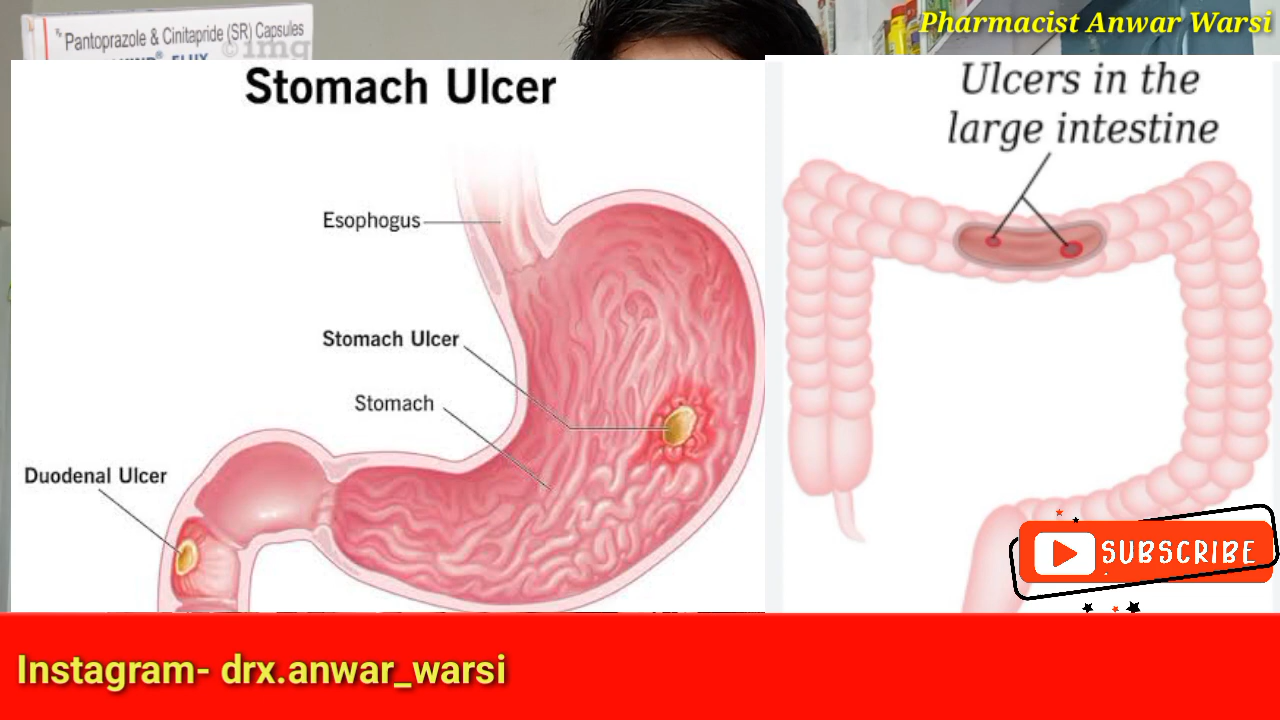 Pharmacist Anwar Warsi
℞ Pantoprazole & Cinitapride (SR) Capsules
©img
Stomach Ulcer
Esophogus
Stomach Ulcer
Stomach
Duodenal Ulcer
Ulcers in the
large intestine
SUBSCRIBE
Instagram- drx.anwar_warsi